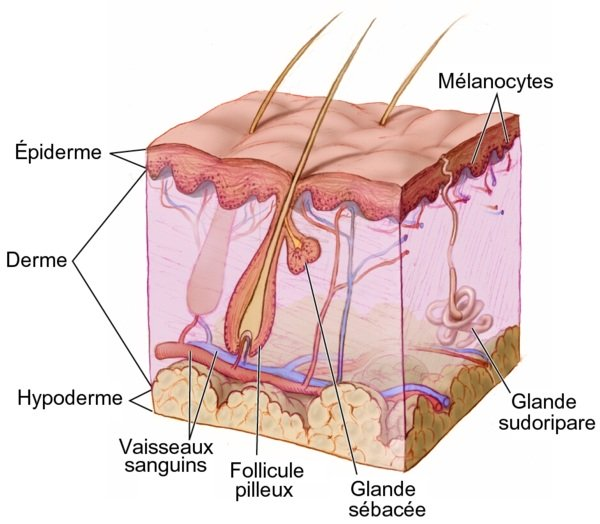 Mélanocytes
Épiderme
Derme
Hypoderme
Vaisseaux
sanguins
Follicule
pilleux
Glande
sébacée
Glande
sudoripare